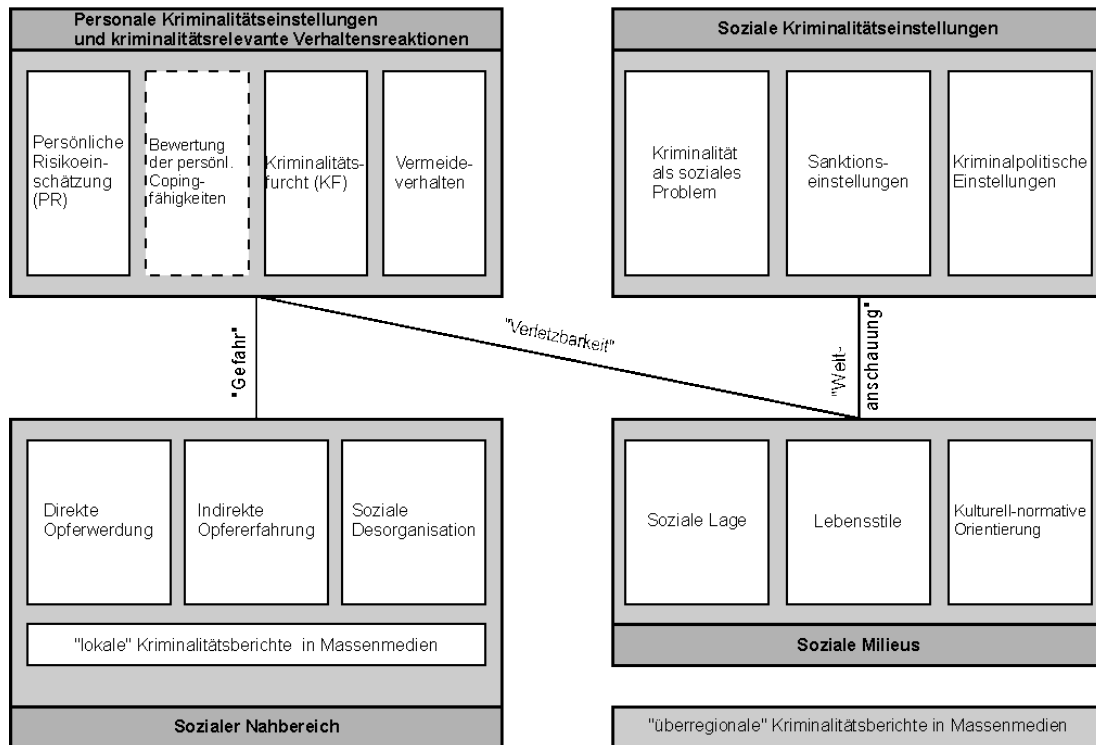 Personale Kriminalitätseinstellungen
und kriminalitätsrelevante Verhaltensreaktionen
Persönliche
Risikoein-
schätzung
(PR)
Bewertung
der persönl.
Coping-
fähigkeiten
Kriminalitäts-
furcht (KF)
Vermeide-
verhalten
Soziale Kriminalitätseinstellungen
Kriminalität
als soziales
Problem
Sanktions-
einstellungen
Kriminalpolitische
Einstellungen
"Gefahr"
"Verletzbarkeit"
"Welt-
anschauung"
Direkte
Opferwerdung
Indirekte
Opfererfahrung
Soziale
Desorganisation
"lokale" Kriminalitätsberichte in Massenmedien
Sozialer Nahbereich
Soziale Lage
Lebensstile
Kulturell-normative
Orientierung
Soziale Milieus
"überregionale" Kriminalitätsberichte in Massenmedien